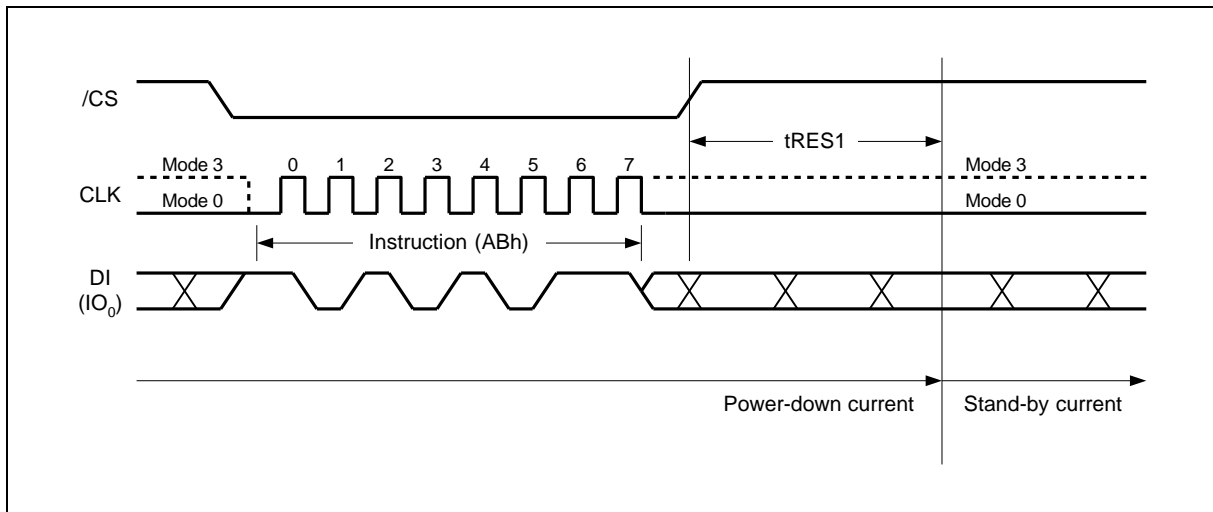 /CS
tRES1
Mode 3 0 1 2 3 4 5 6 7 Mode 3
CLK
Mode 0 Mode 0
Instruction (ABh)
DI
(IO₀)
Power-down current Stand-by current